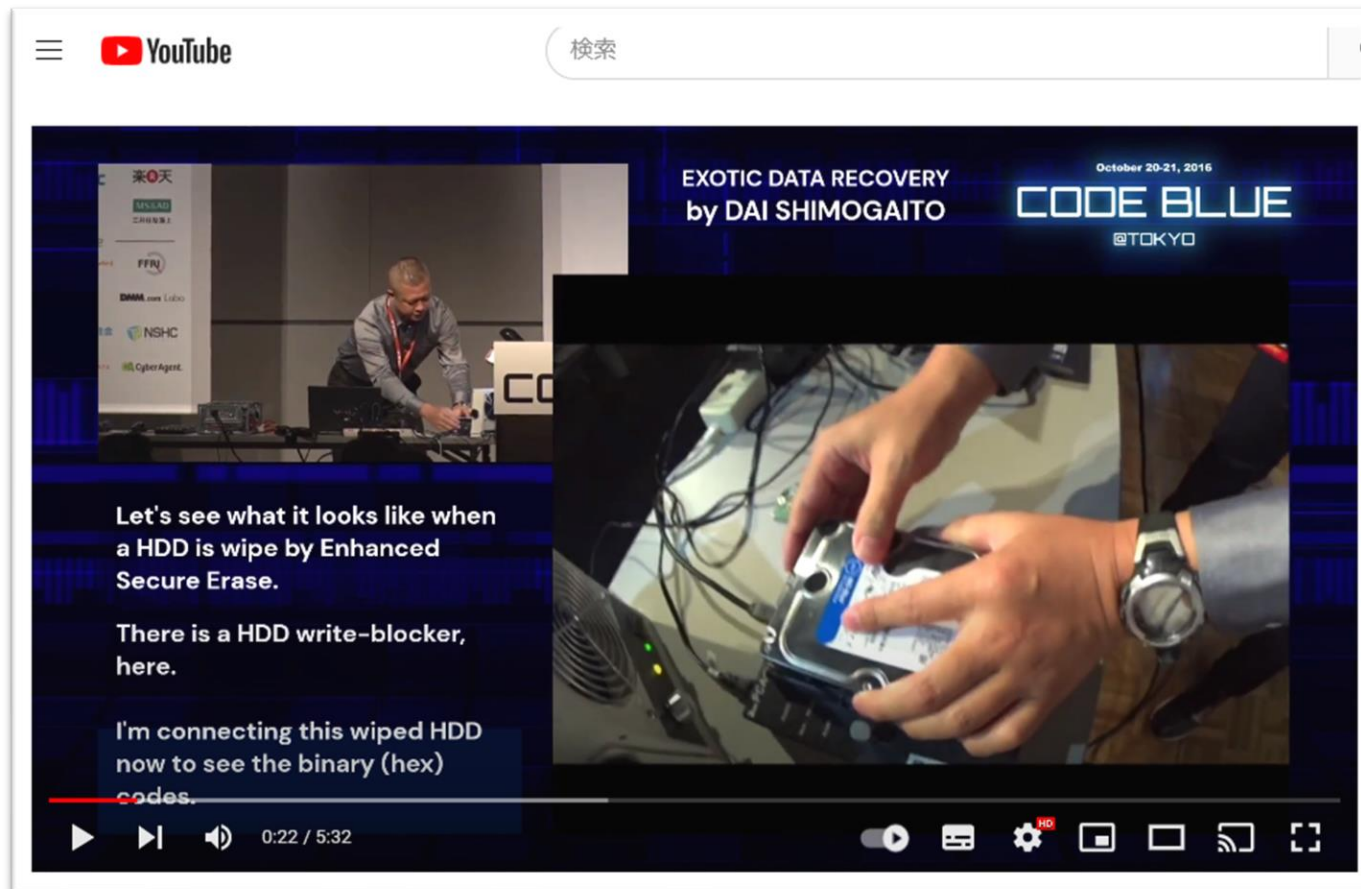 YouTube
検索
楽天
MS&AD
FFRI
DMM.com Labo
NSHC
CyberAgent.
EXOTIC DATA RECOVERY
by DAI SHIMOGAITO
October 20-21, 2016
CODE BLUE
@TOKYO
CO
Let's see what it looks like when
a HDD is wipe by Enhanced
Secure Erase.
There is a HDD write-blocker,
here.
I'm connecting this wiped HDD
now to see the binary (hex)
codes.
0:22 / 5:32
HD